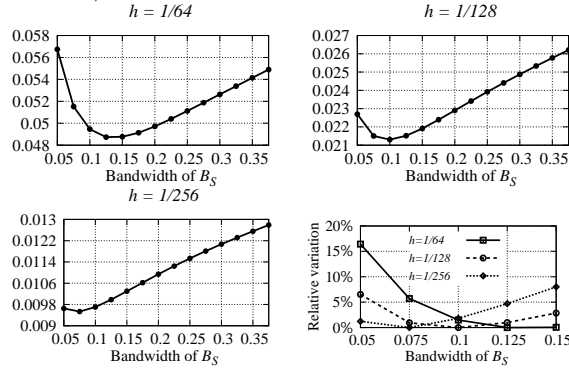 h = 1/64
0.058
0.056
0.054
0.052
0.05
0.048
0.05 0.1 0.15 0.2 0.25 0.3 0.35
Bandwidth of B_S
h = 1/128
0.027
0.026
0.025
0.024
0.023
0.022
0.021
0.05 0.1 0.15 0.2 0.25 0.3 0.35
Bandwidth of B_S
h = 1/256
0.013
0.0122
0.0114
0.0106
0.0098
0.009
0.05 0.1 0.15 0.2 0.25 0.3 0.35
Bandwidth of B_S
Relative variation
20%
15%
10%
5%
0%
h=1/64
h=1/128
h=1/256
0.05 0.075 0.1 0.125 0.15
Bandwidth of B_S